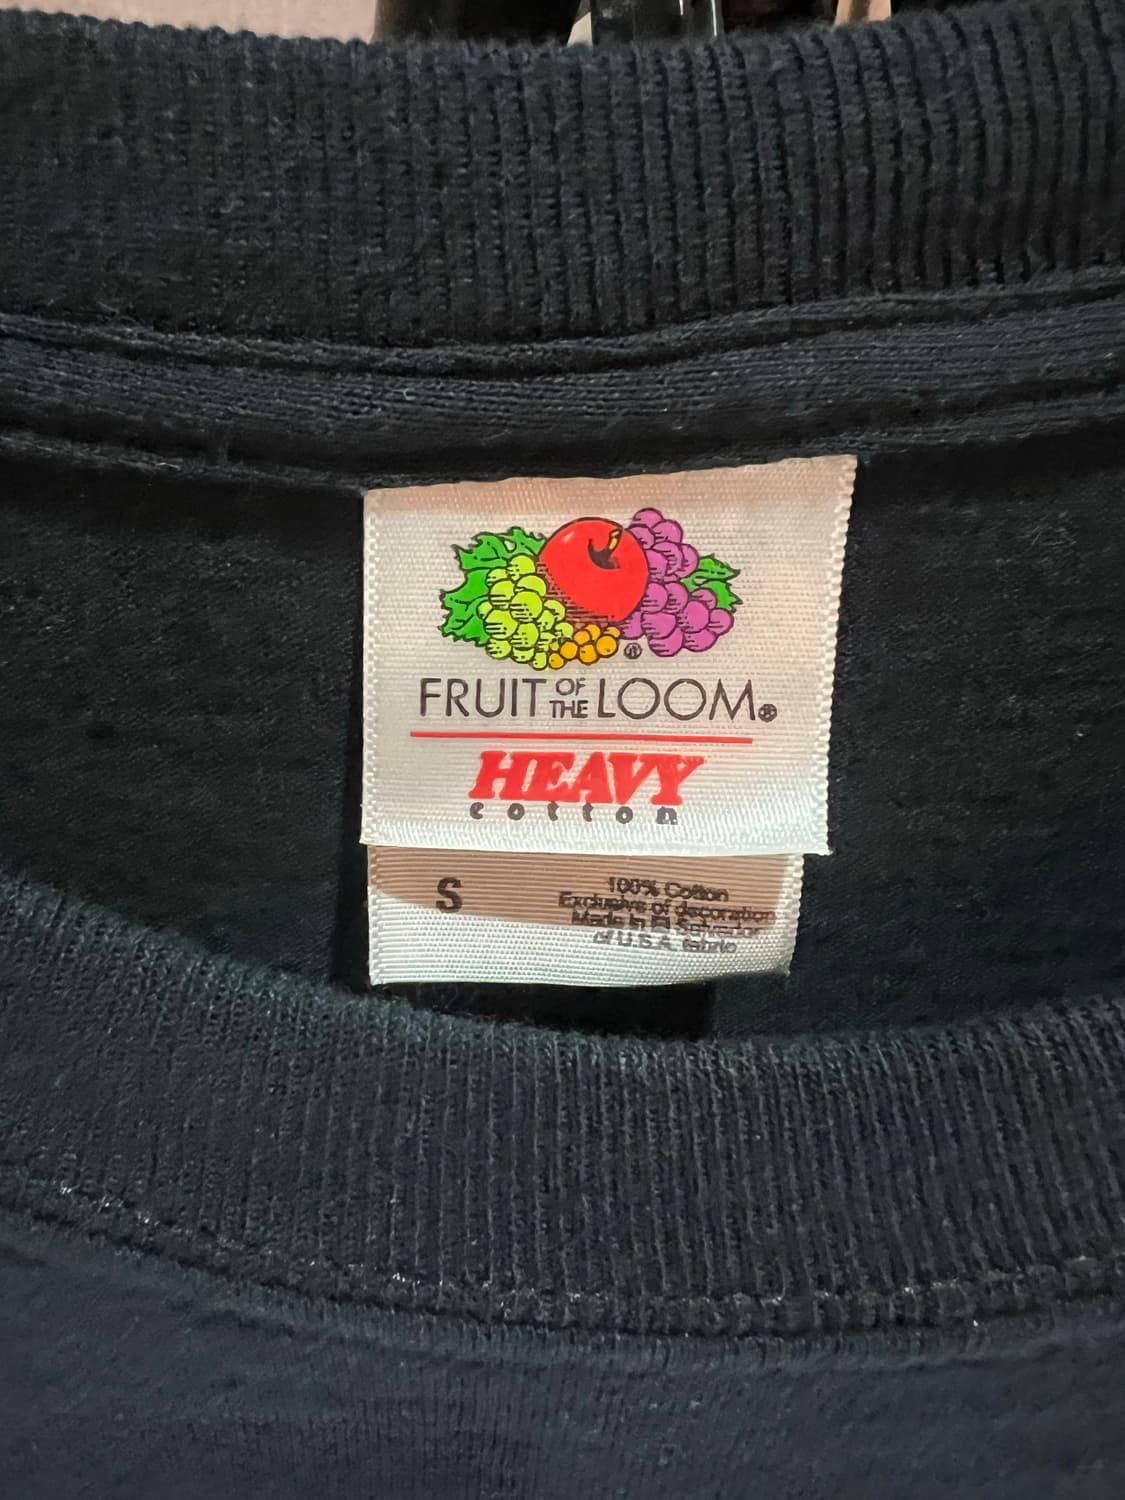 ®
FRUIT OF THE LOOM®
HEAVY
cotton
S
100% Cotton
Exclusive of decoration
Made in El Salvador
of U.S.A. fabric